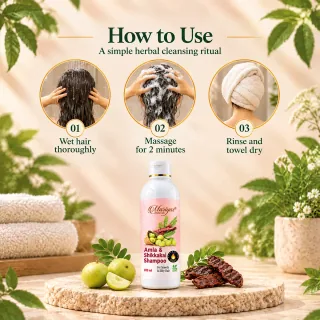 How to Use
A simple herbal cleansing ritual
01
Wet hair
thoroughly
02
Massage
for 2 minutes
03
Rinse and
towel dry
Amla &
Shikkakai
Shampoo